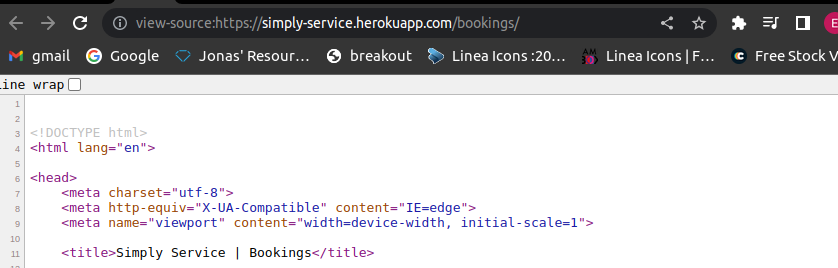 view-source:https://simply-service.herokuapp.com/bookings/
gmail Google Jonas' Resour... breakout Linea Icons :20... Linea Icons | F... Free Stock V
ine wrap
1
2
3 <!DOCTYPE html>
4 <html lang="en">
5
6 <head>
7 <meta charset="utf-8">
8 <meta http-equiv="X-UA-Compatible" content="IE=edge">
9 <meta name="viewport" content="width=device-width, initial-scale=1">
10
11 <title>Simply Service | Bookings</title>